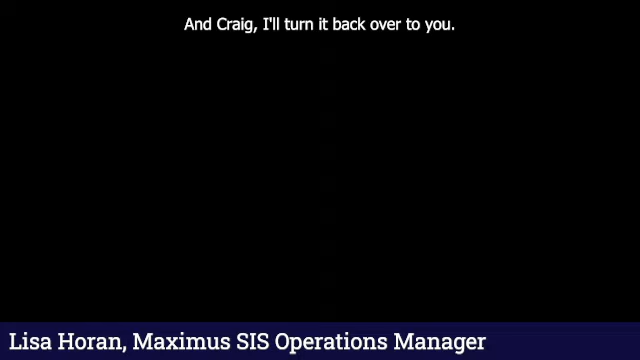 And Craig, I'll turn it back over to you.
Lisa Horan, Maximus SIS Operations Manager